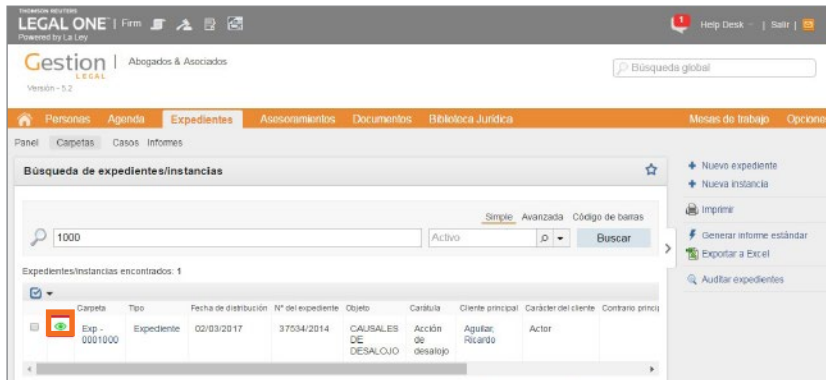 THOMSON REUTERS
LEGAL ONE™ | Firm
Powered by La Ley
1
Help Desk | Salir |
Gestion | Abogados & Asociados
LEGAL
Versión - 5.2
Búsqueda global
Personas Agenda Expedientes Asesoramientos Documentos Biblioteca Jurídica Mesas de trabajo Opcione
Panel Carpetas Casos Informes
Búsqueda de expedientes/instancias
Nuevo expediente
Nueva instancia
Imprimir
Generar informe estándar
Exportar a Excel
Auditar expedientes
Simple Avanzada Código de barras
1000 Activo Buscar
Expedientes/instancias encontrados: 1
Carpeta Tipo Fecha de distribución N° del expediente Objeto Carátula Cliente principal Carácter del cliente Contrario princip
Exp - 0001000
Expediente
02/03/2017
37534/2014
CAUSALES
DE
DESALOJO
Acción
de
desalojo
Aguilar,
Ricardo
Actor